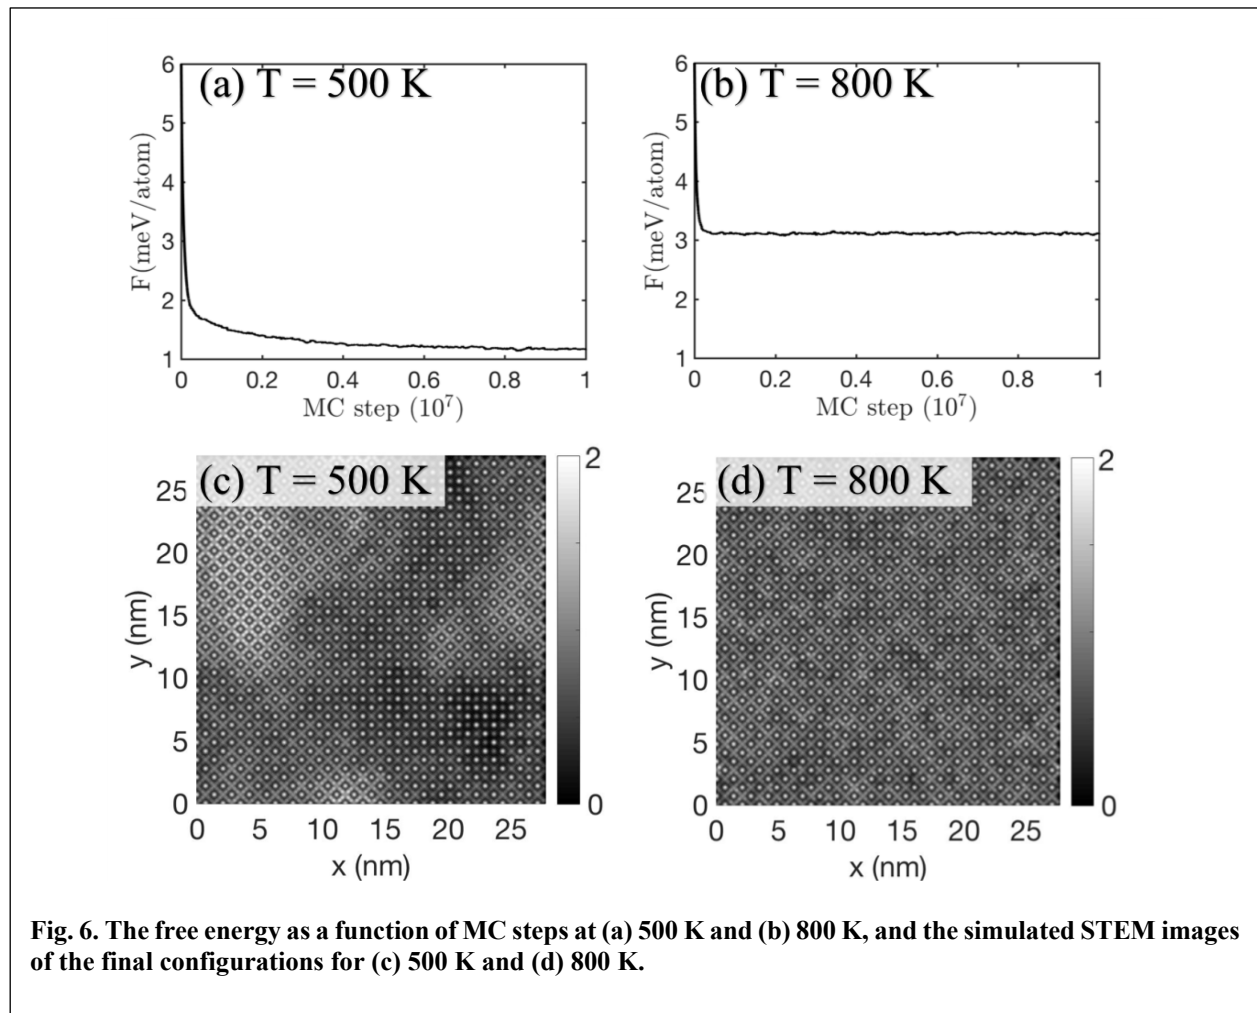 (a) T = 500 K
F(meV/atom)
6
5
4
3
2
1
0 0.2 0.4 0.6 0.8 1
MC step (10⁷)
(b) T = 800 K
F(meV/atom)
6
5
4
3
2
1
0 0.2 0.4 0.6 0.8 1
MC step (10⁷)
(c) T = 500 K
y (nm)
25
20
15
10
5
0
0 5 10 15 20 25
x (nm)
2
0
(d) T = 800 K
y (nm)
25
20
15
10
5
0
0 5 10 15 20 25
x (nm)
2
0
Fig. 6. The free energy as a function of MC steps at (a) 500 K and (b) 800 K, and the simulated STEM images
of the final configurations for (c) 500 K and (d) 800 K.